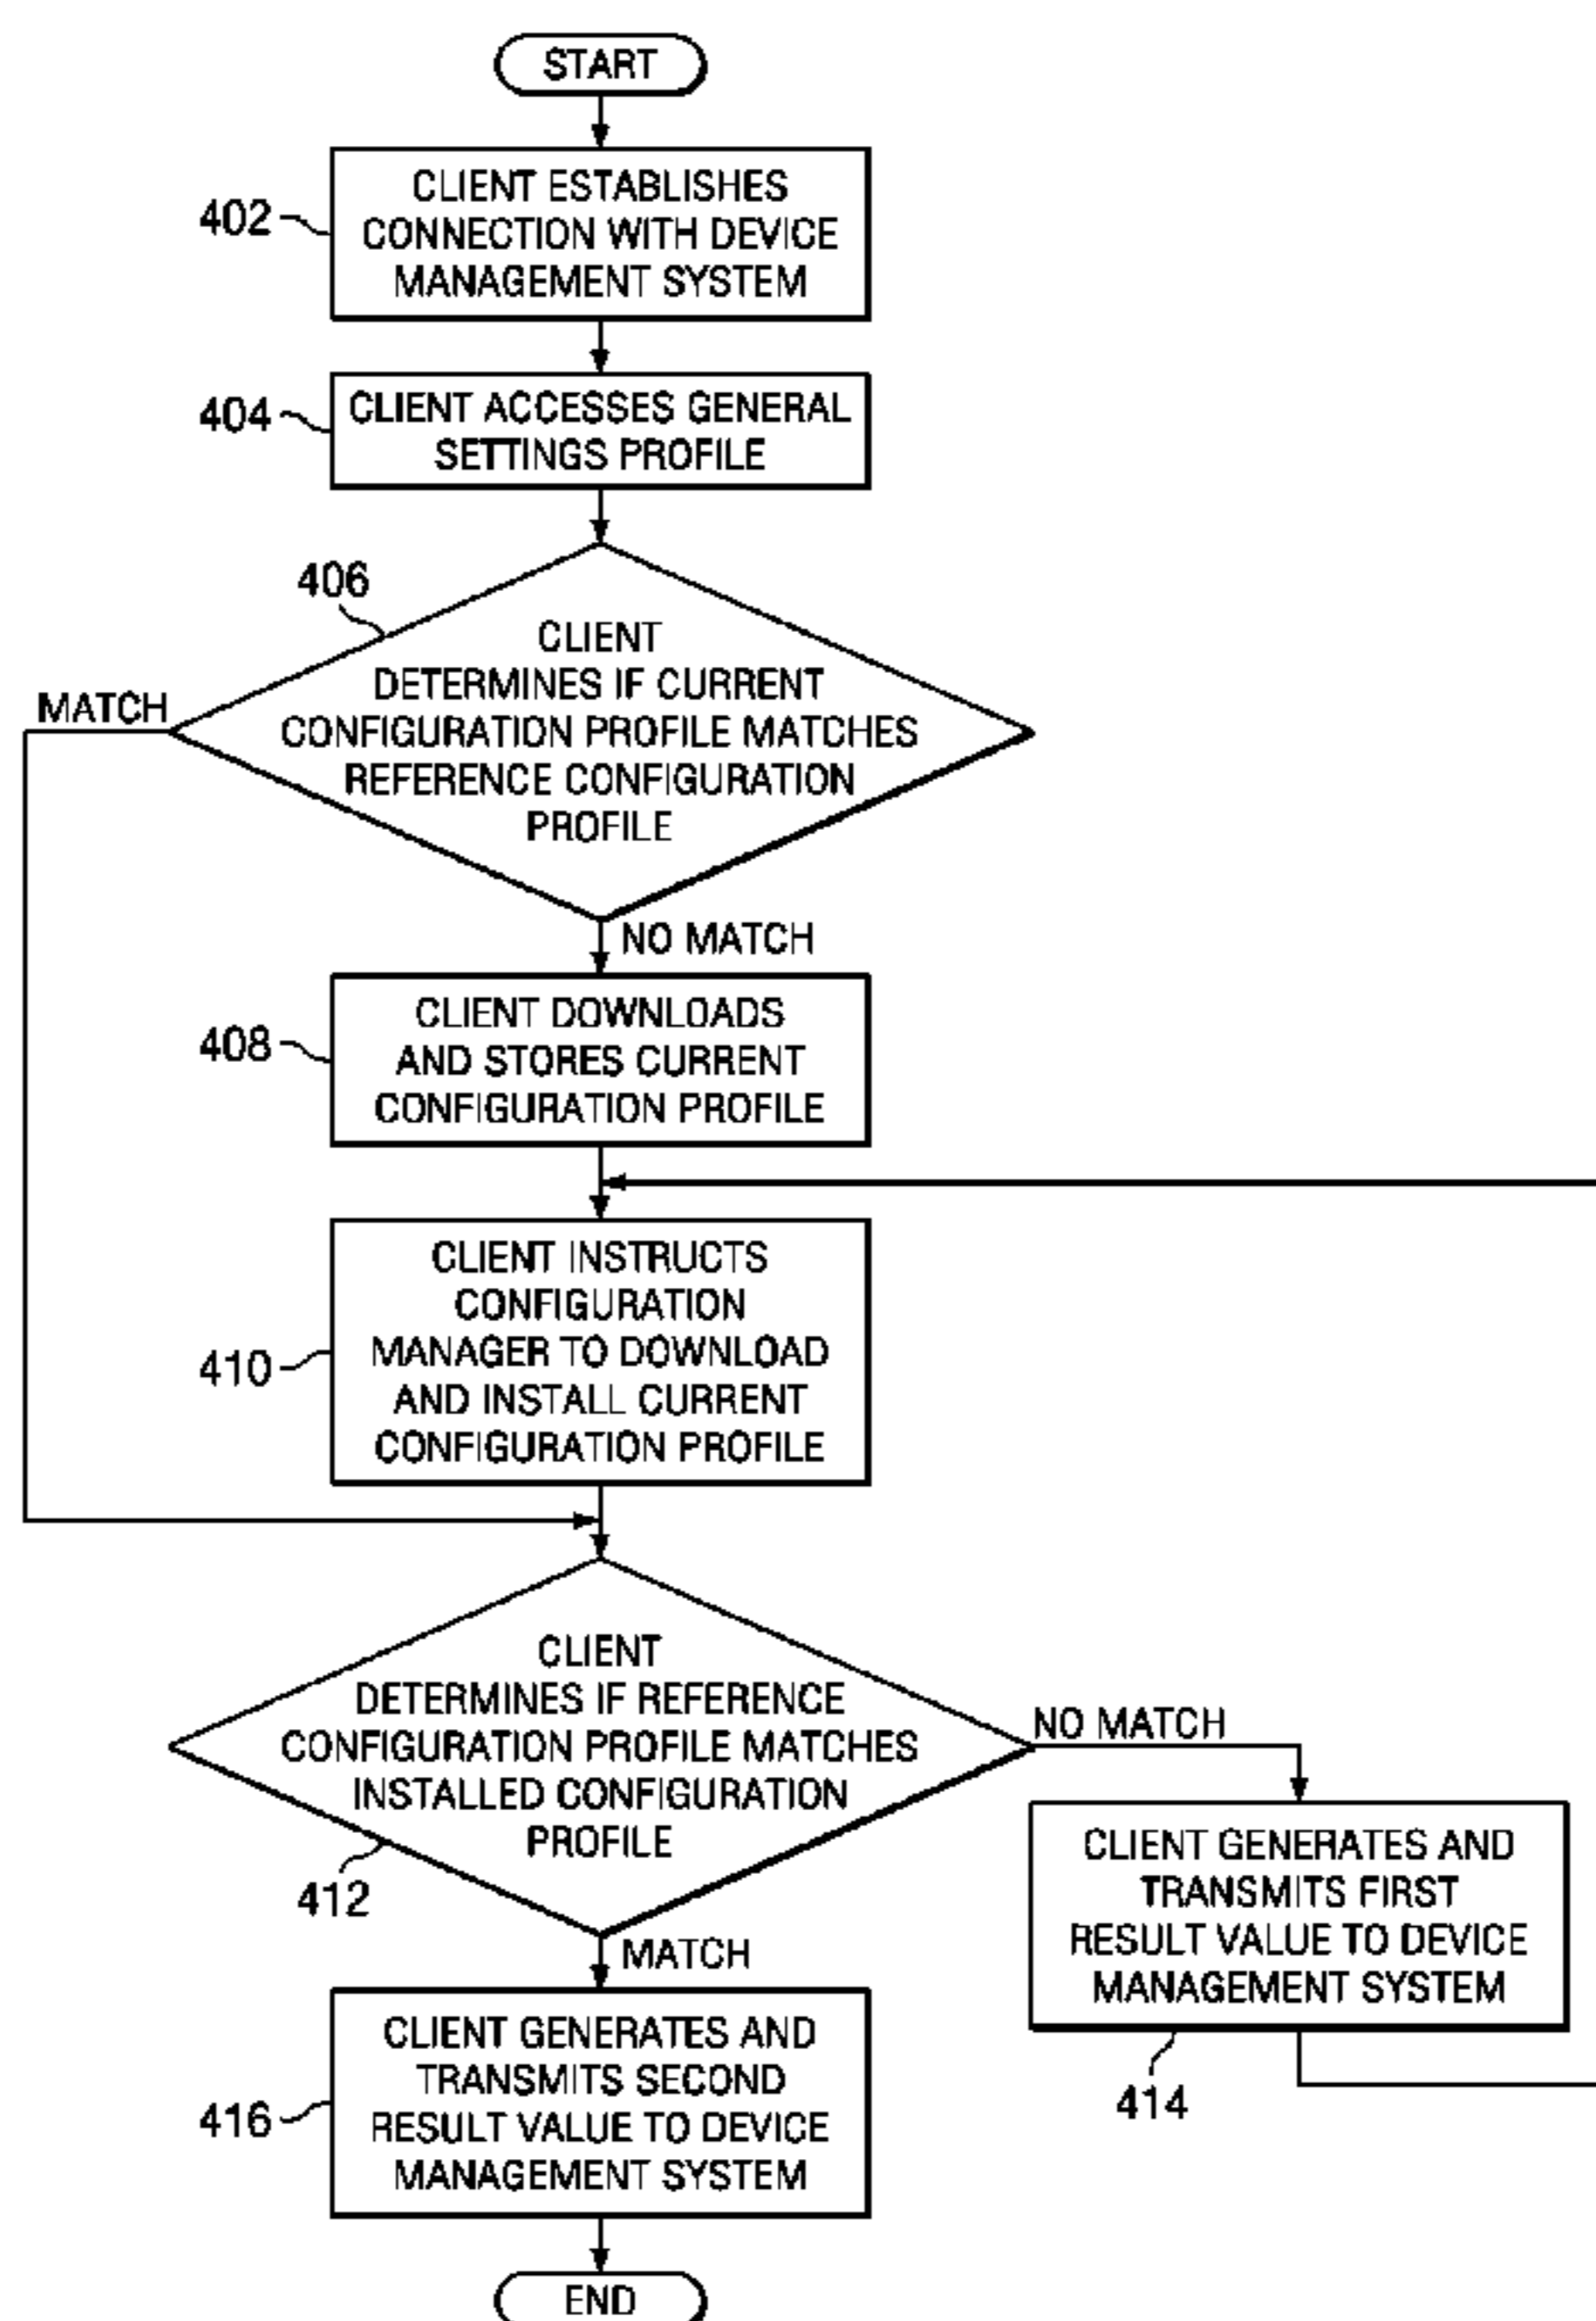 START
402
CLIENT ESTABLISHES
CONNECTION WITH DEVICE
MANAGEMENT SYSTEM
404
CLIENT ACCESSES GENERAL
SETTINGS PROFILE
406
CLIENT
DETERMINES IF CURRENT
CONFIGURATION PROFILE MATCHES
REFERENCE CONFIGURATION
PROFILE
MATCH
NO MATCH
408
CLIENT DOWNLOADS
AND STORES CURRENT
CONFIGURATION PROFILE
410
CLIENT INSTRUCTS
CONFIGURATION
MANAGER TO DOWNLOAD
AND INSTALL CURRENT
CONFIGURATION PROFILE
CLIENT
DETERMINES IF REFERENCE
CONFIGURATION PROFILE MATCHES
INSTALLED CONFIGURATION
PROFILE
412
NO MATCH
CLIENT GENERATES AND
TRANSMITS FIRST
RESULT VALUE TO DEVICE
MANAGEMENT SYSTEM
414
MATCH
416
CLIENT GENERATES AND
TRANSMITS SECOND
RESULT VALUE TO DEVICE
MANAGEMENT SYSTEM
END